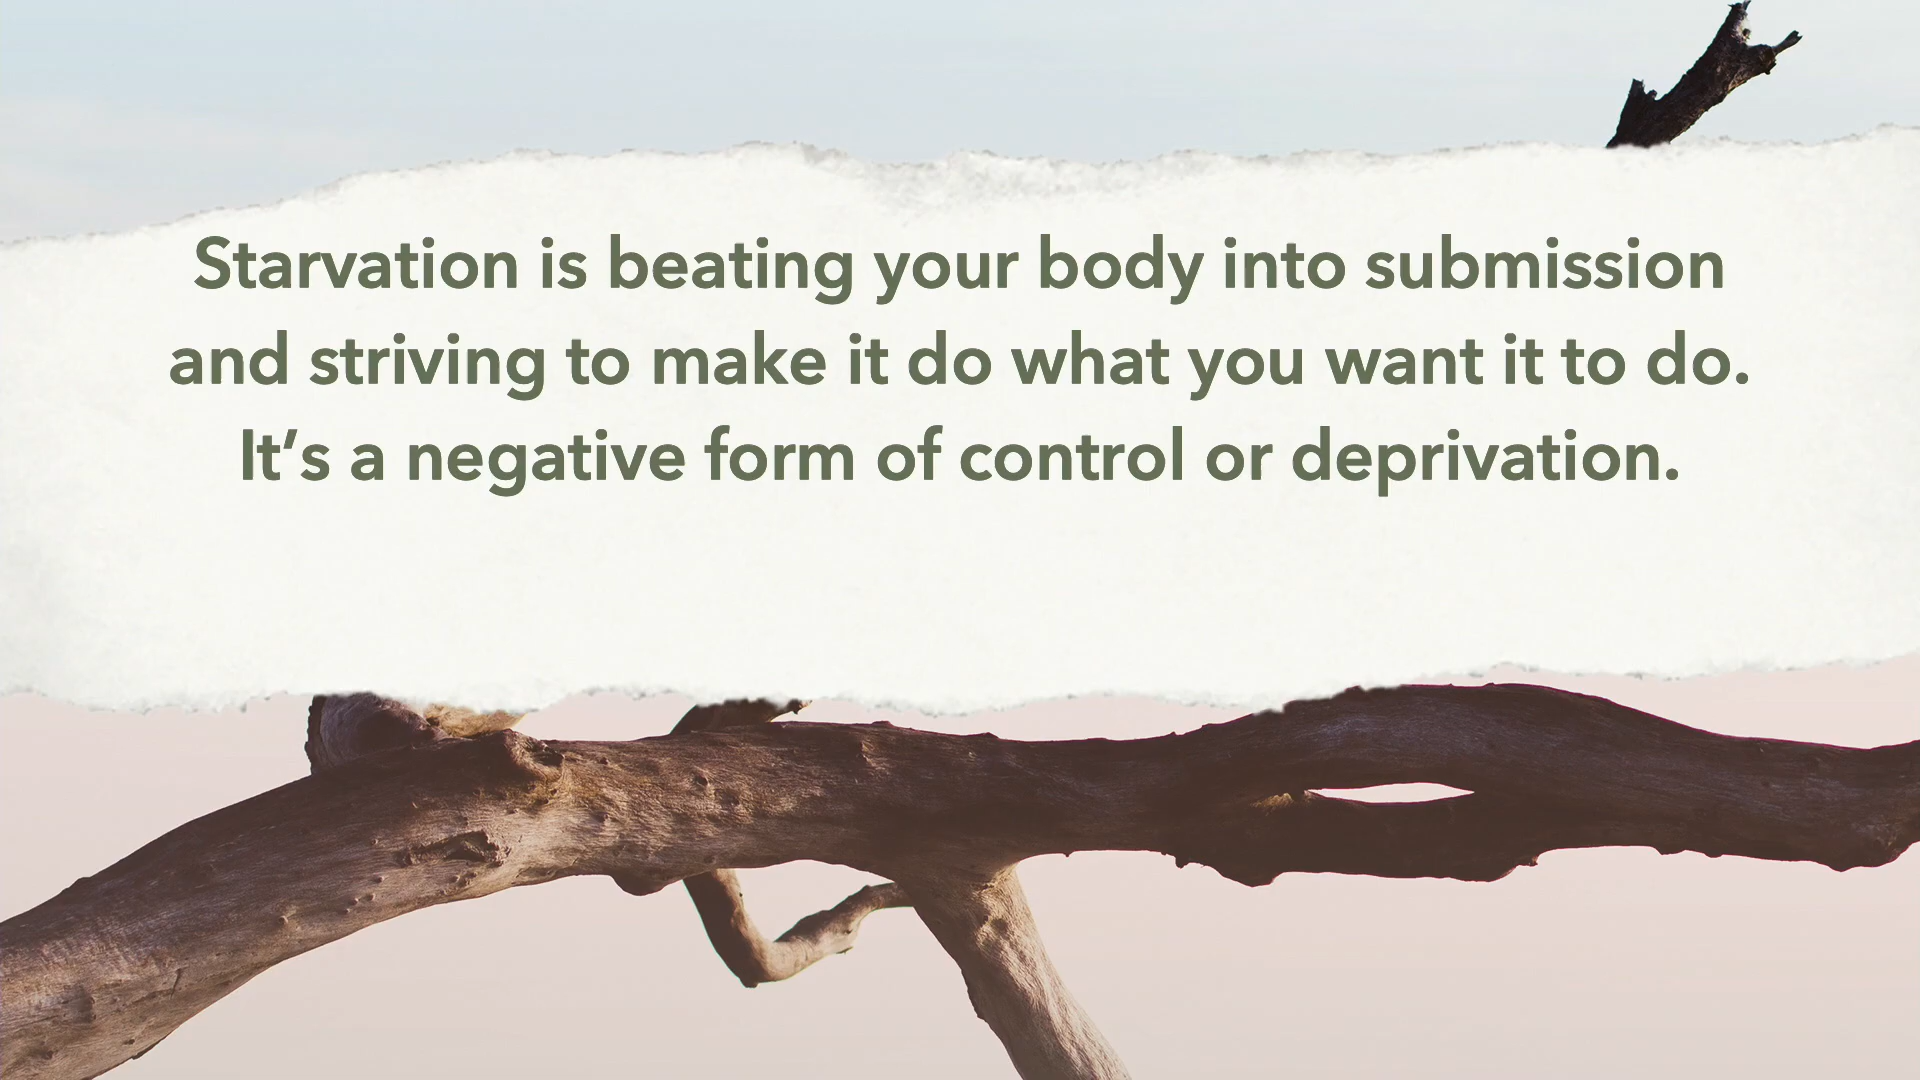 Starvation is beating your body into submission
and striving to make it do what you want it to do.
It’s a negative form of control or deprivation.